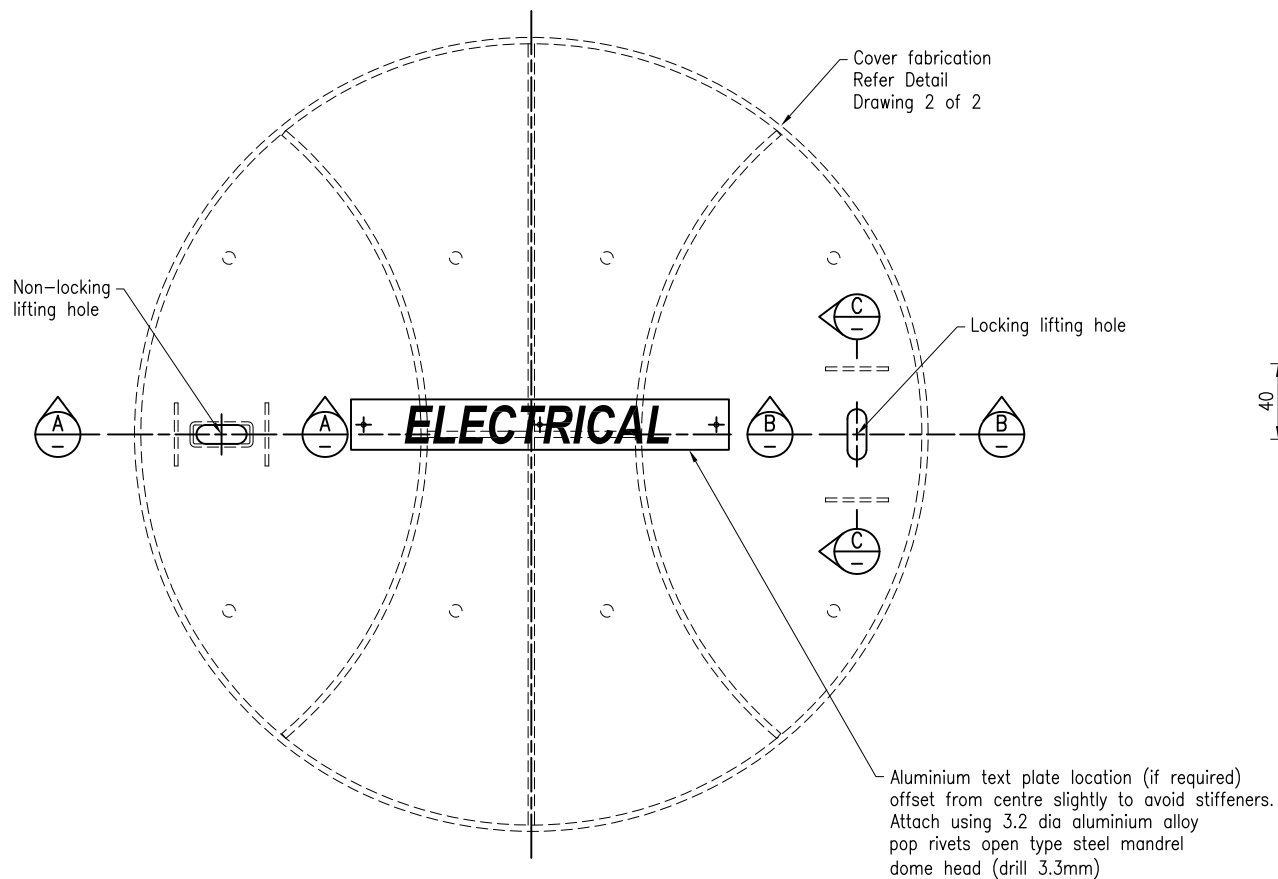 Cover fabrication
Refer Detail
Drawing 2 of 2
Non-locking
lifting hole
C
–
Locking lifting hole
40
A
–
A
–
ELECTRICAL
B
–
B
–
C
–
Aluminium text plate location (if required)
offset from centre slightly to avoid stiffeners.
Attach using 3.2 dia aluminium alloy
pop rivets open type steel mandrel
dome head (drill 3.3mm)